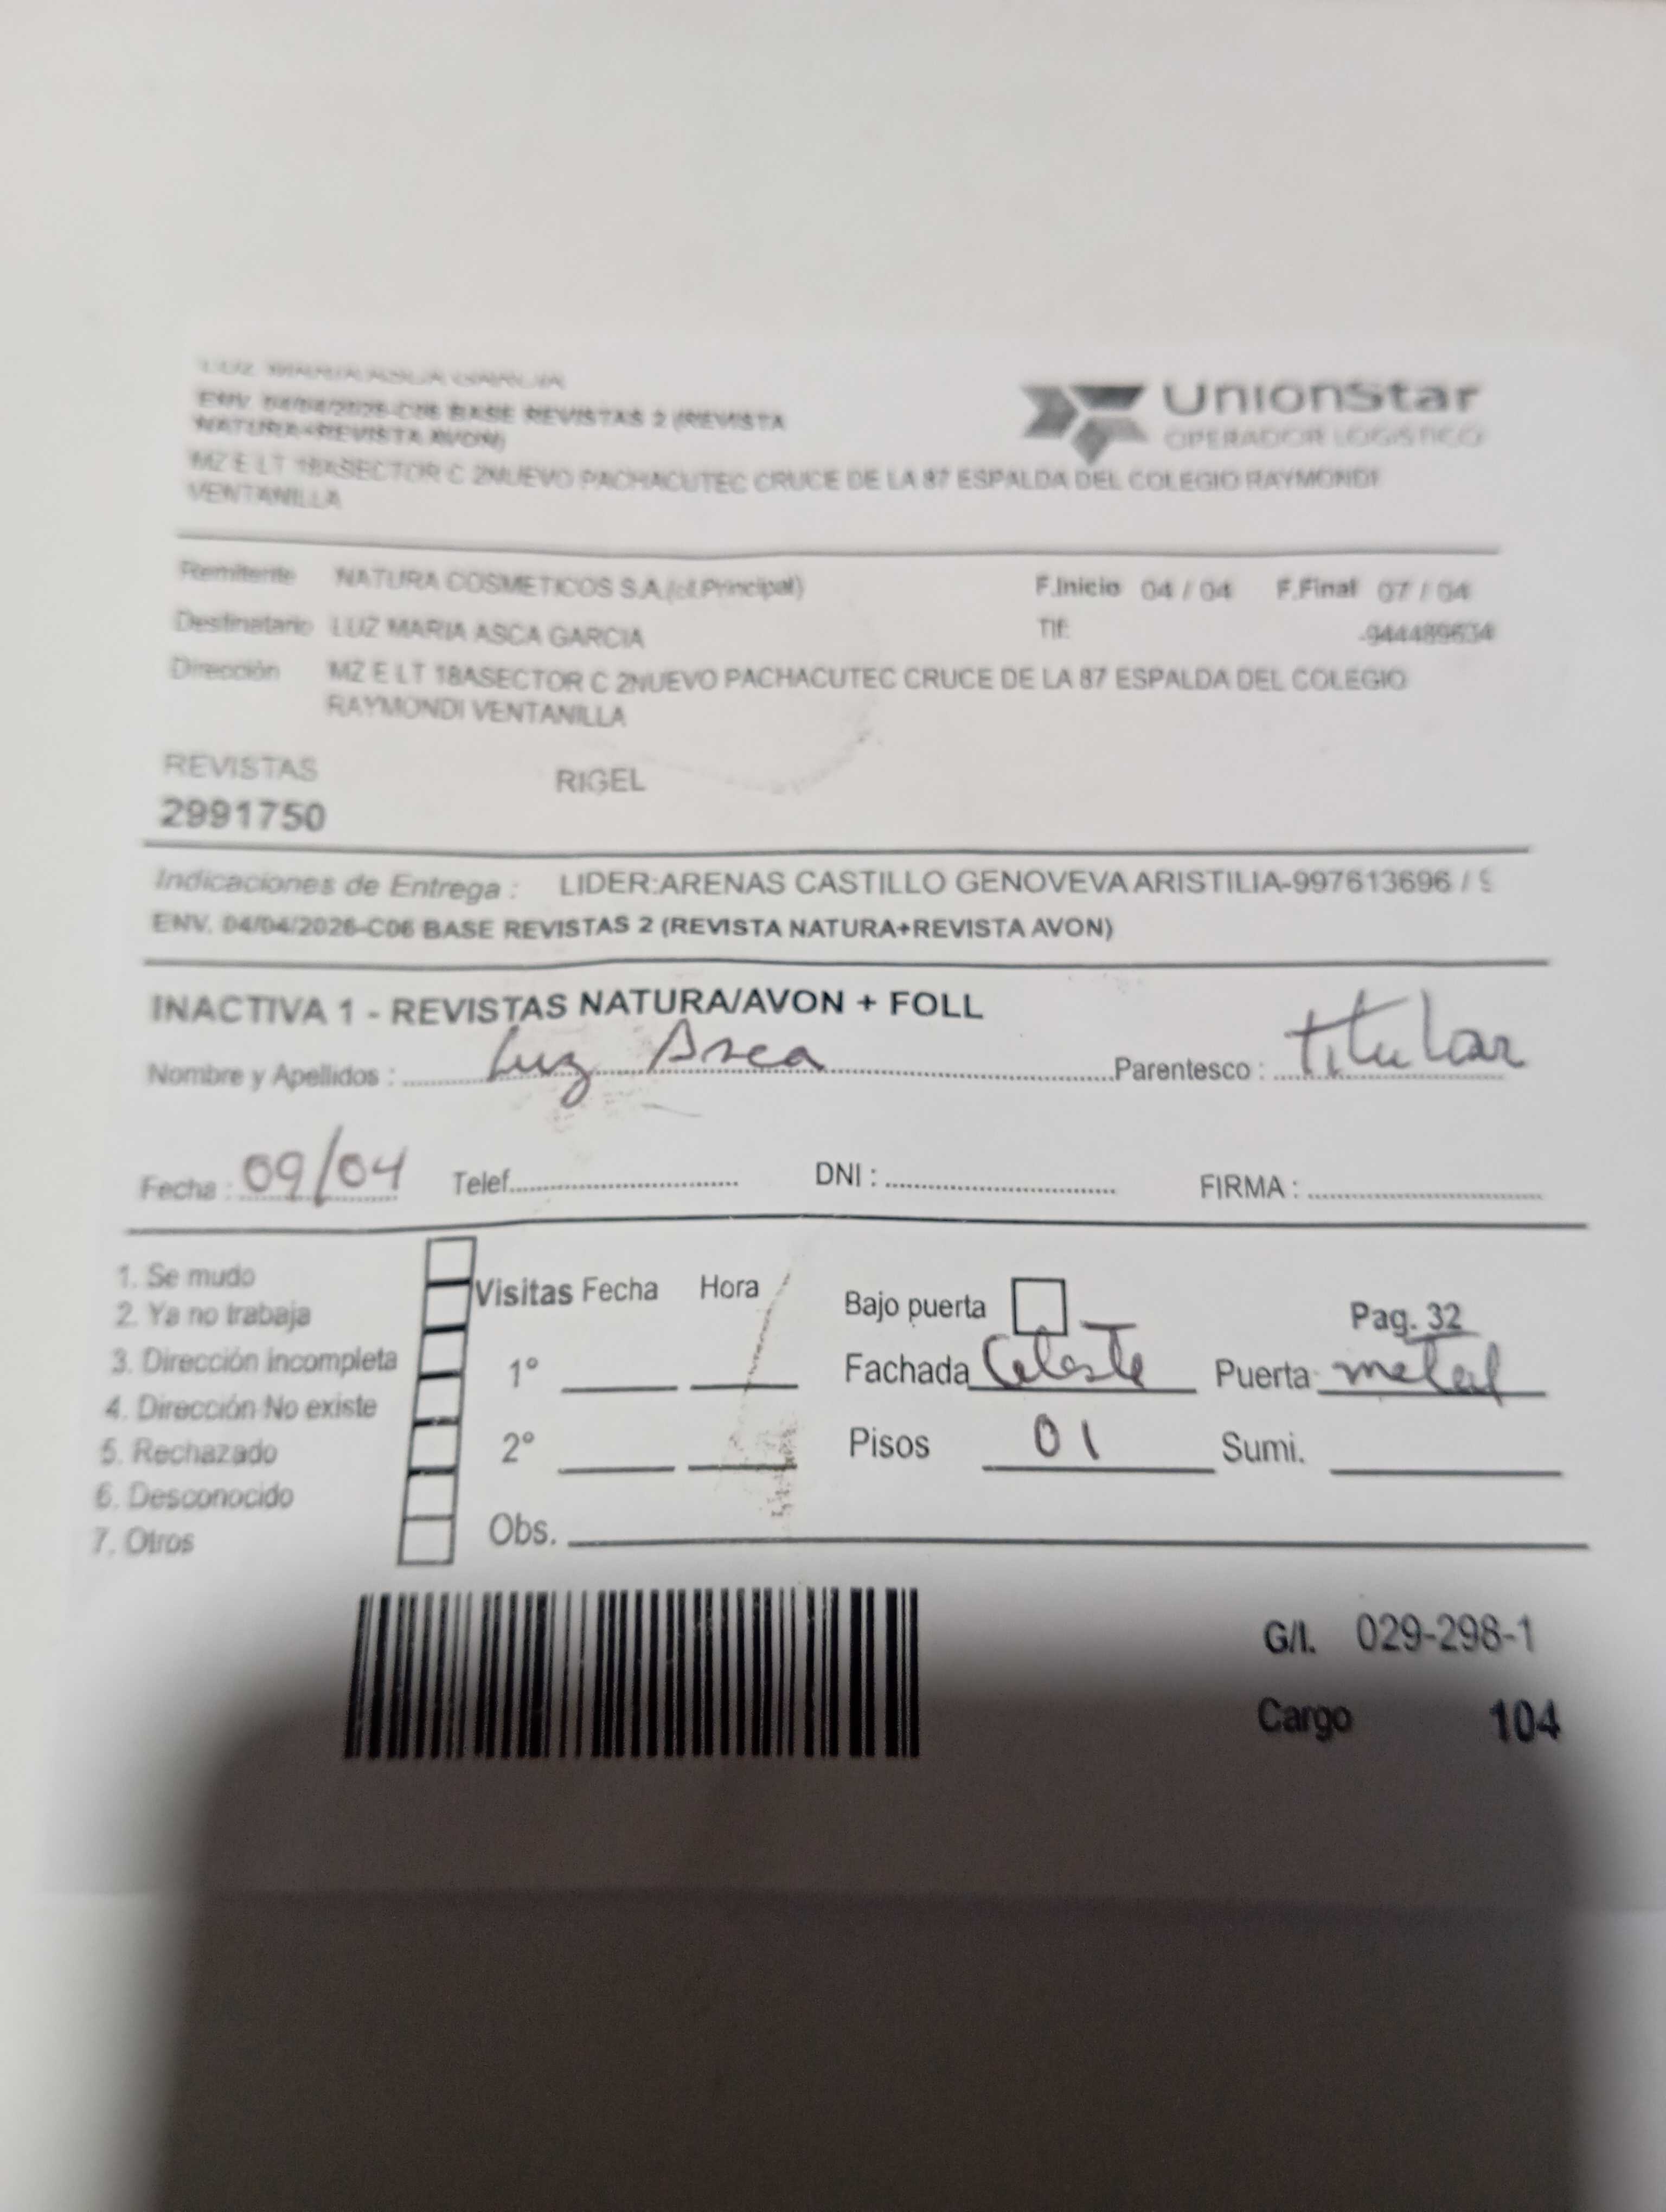 LUZ MARIA ASCA GARCIA
ENV. 04/04/2026-C06 BASE REVISTAS 2 (REVISTA
NATURA+REVISTA AVON)
MZ E LT 18ASECTOR C 2NUEVO PACHACUTEC CRUCE DE LA 87 ESPALDA DEL COLEGIO RAYMONDI
VENTANILLA
UnionStar
OPERADOR LOGISTICO
Remitente NATURA COSMETICOS S.A.(of.Principal) F.Inicio 04 / 04 F.Final 07 / 04
Destinatario LUZ MARIA ASCA GARCIA Tlf:
Dirección MZ E LT 18ASECTOR C 2NUEVO PACHACUTEC CRUCE DE LA 87 ESPALDA DEL COLEGIO
RAYMONDI VENTANILLA
REVISTAS RIGEL
2991750
Indicaciones de Entrega : LIDER:ARENAS CASTILLO GENOVEVA ARISTILIA-997613696 /
ENV. 04/04/2026-C06 BASE REVISTAS 2 (REVISTA NATURA+REVISTA AVON)
INACTIVA 1 - REVISTAS NATURA/AVON + FOLL
Nombre y Apellidos : Luz Asca Parentesco : titular
Fecha : 09/04 Telef. DNI : FIRMA :
1. Se mudo
2. Ya no trabaja
3. Dirección incompleta
4. Dirección No existe
5. Rechazado
6. Desconocido
7. Otros
Visitas Fecha Hora
1°
2°
Obs.
Bajo puerta Pag. 32
Fachada Celeste Puerta metal
Pisos 01 Sumi.
G/I. 029-298-1
Cargo 104